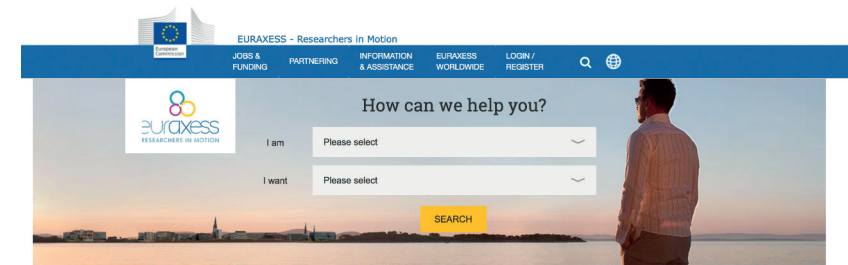 European
Commission
EURAXESS - Researchers in Motion
JOBS &
FUNDING
PARTNERING
INFORMATION
& ASSISTANCE
EURAXESS
WORLDWIDE
LOGIN /
REGISTER
euraxess
RESEARCHERS IN MOTION
How can we help you?
I am
Please select
I want
Please select
SEARCH